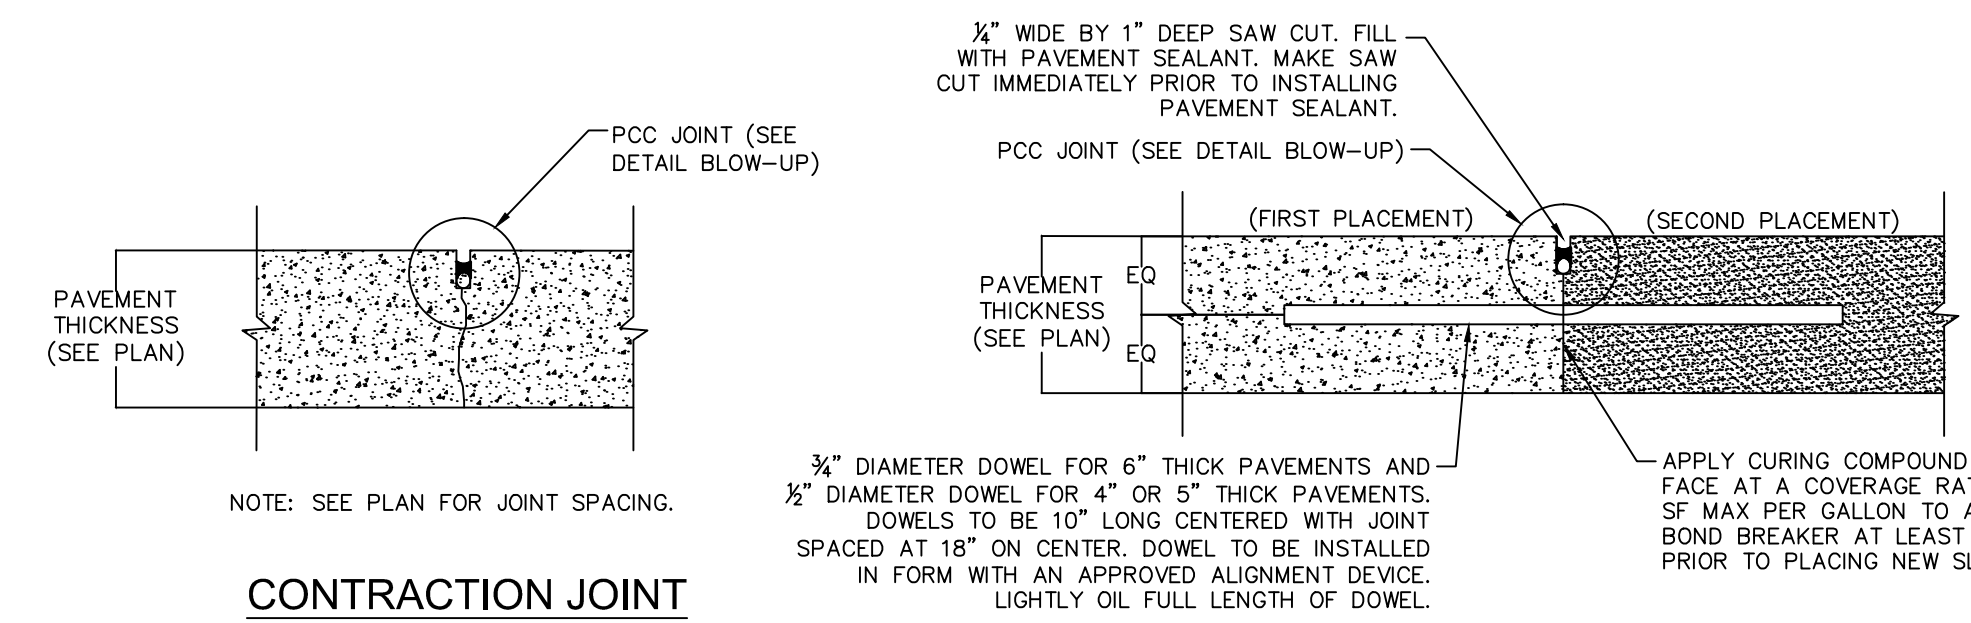 PCC JOINT (SEE
DETAIL BLOW-UP)
PAVEMENT
THICKNESS
(SEE PLAN)
NOTE: SEE PLAN FOR JOINT SPACING.
CONTRACTION JOINT
¼" WIDE BY 1" DEEP SAW CUT. FILL
WITH PAVEMENT SEALANT. MAKE SAW
CUT IMMEDIATELY PRIOR TO INSTALLING
PAVEMENT SEALANT.
PCC JOINT (SEE DETAIL BLOW-UP)
(FIRST PLACEMENT)
(SECOND PLACEMENT)
PAVEMENT
THICKNESS
(SEE PLAN)
EQ
EQ
¾" DIAMETER DOWEL FOR 6" THICK PAVEMENTS AND
½" DIAMETER DOWEL FOR 4" OR 5" THICK PAVEMENTS.
DOWELS TO BE 10" LONG CENTERED WITH JOINT
SPACED AT 18" ON CENTER. DOWEL TO BE INSTALLED
IN FORM WITH AN APPROVED ALIGNMENT DEVICE.
LIGHTLY OIL FULL LENGTH OF DOWEL.
APPLY CURING COMPOUND
FACE AT A COVERAGE
SF MAX PER GALLON TO
BOND BREAKER AT LEAST
PRIOR TO PLACING NEW